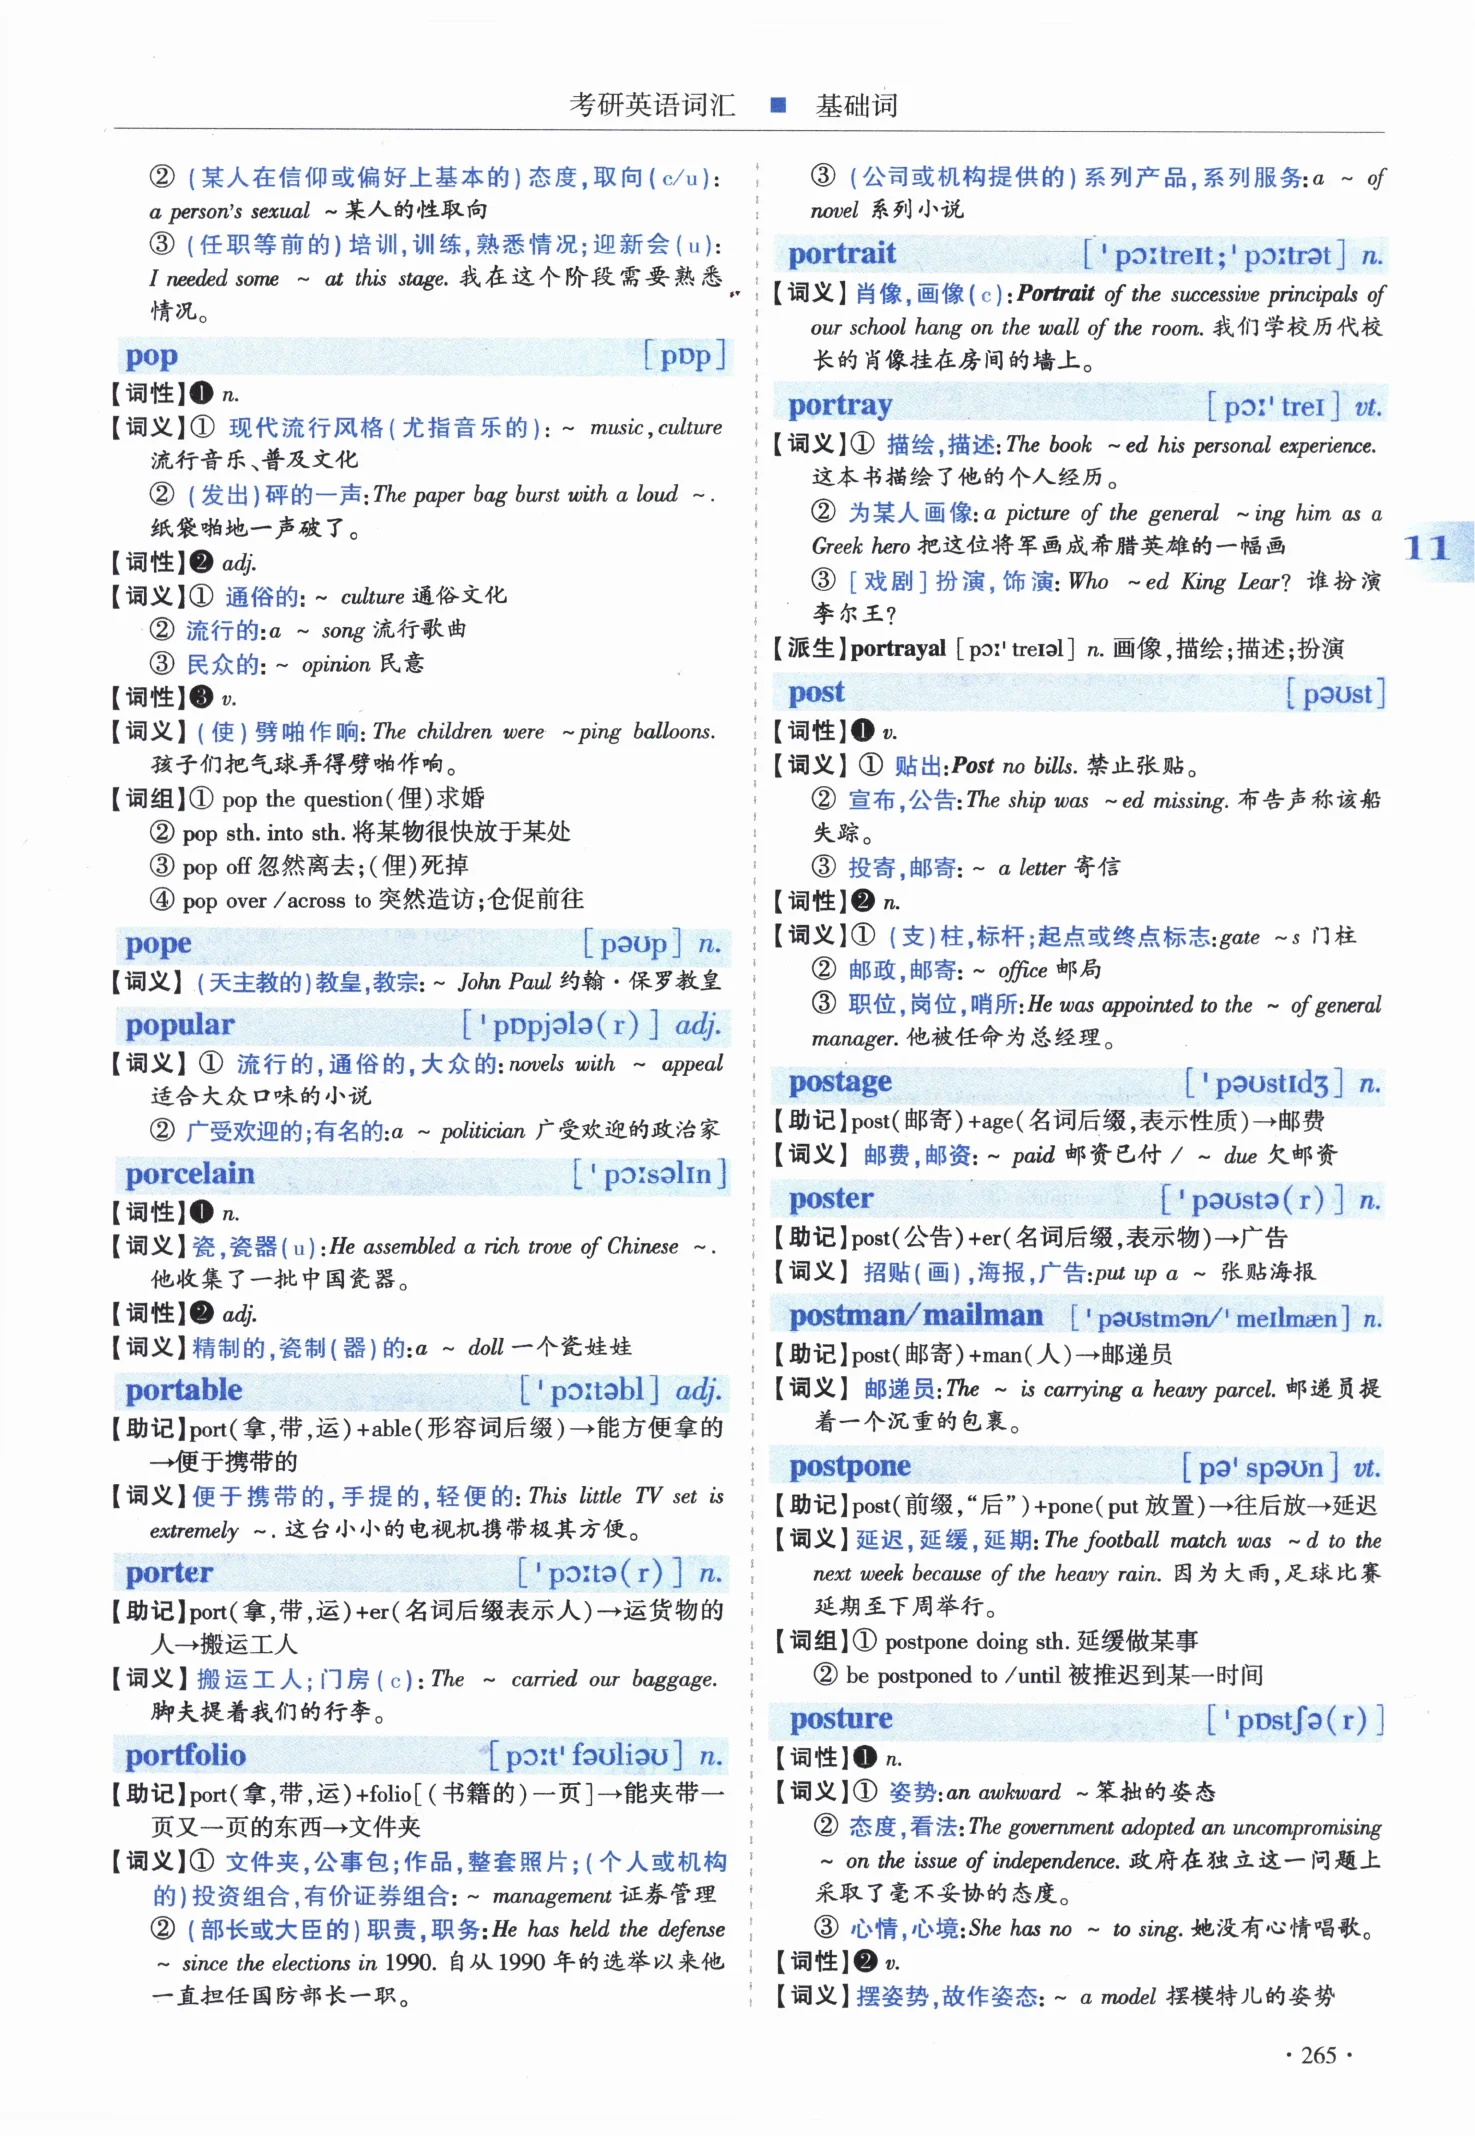 考研英语词汇 ■ 基础词
② (某人在信仰或偏好上基本的)态度,取向(c/u):
a person's sexual ~某人的性取向
③ (任职等前的)培训,训练,熟悉情况;迎新会(u):
I needed some ~ at this stage. 我在这个阶段需要熟悉
情况。
pop [pɒp]
【词性】❶ n.
【词义】① 现代流行风格(尤指音乐的): ~ music,culture
流行音乐、普及文化
② (发出)砰的一声:The paper bag burst with a loud ~.
纸袋啪地一声破了。
【词性】❷ adj.
【词义】① 通俗的: ~ culture 通俗文化
② 流行的:a ~ song 流行歌曲
③ 民众的: ~ opinion 民意
【词性】❸ v.
【词义】(使)劈啪作响: The children were ~ping balloons.
孩子们把气球弄得劈啪作响。
【词组】① pop the question(俚)求婚
② pop sth. into sth. 将某物很快放于某处
③ pop off 忽然离去;(俚)死掉
④ pop over /across to 突然造访;仓促前往
pope [pəʊp] n.
【词义】(天主教的)教皇,教宗: ~ John Paul 约翰·保罗教皇
popular ['pɒpjələ(r)] adj.
【词义】① 流行的,通俗的,大众的:novels with ~ appeal
适合大众口味的小说
② 广受欢迎的;有名的:a ~ politician 广受欢迎的政治家
porcelain ['pɔːsəlɪn]
【词性】❶ n.
【词义】瓷,瓷器(u):He assembled a rich trove of Chinese ~.
他收集了一批中国瓷器。
【词性】❷ adj.
【词义】精制的,瓷制(器)的:a ~ doll 一个瓷娃娃
portable ['pɔːtəbl] adj.
【助记】port(拿,带,运)+able(形容词后缀)→能方便拿的
→便于携带的
【词义】便于携带的,手提的,轻便的: This little TV set is
extremely ~. 这台小小的电视机携带极其方便。
porter ['pɔːtə(r)] n.
【助记】port(拿,带,运)+er(名词后缀表示人)→运货物的
人→搬运工人
【词义】搬运工人;门房(c): The ~ carried our baggage.
脚夫提着我们的行李。
portfolio [pɔːt'fəʊliəʊ] n.
【助记】port(拿,带,运)+folio[(书籍的)一页]→能夹带一
页又一页的东西→文件夹
【词义】① 文件夹,公事包;作品,整套照片;(个人或机构
的)投资组合,有价证券组合: ~ management 证券管理
② (部长或大臣的)职责,职务:He has held the defense
~ since the elections in 1990. 自从1990年的选举以来他
一直担任国防部长一职。
③ (公司或机构提供的)系列产品,系列服务:a ~ of
novel 系列小说
portrait ['pɔːtreɪt;'pɔːtrət] n.
【词义】肖像,画像(c):Portrait of the successive principals of
our school hang on the wall of the room. 我们学校历代校
长的肖像挂在房间的墙上。
portray [pɔː'treɪ] vt.
【词义】① 描绘,描述:The book ~ed his personal experience.
这本书描绘了他的个人经历。
② 为某人画像:a picture of the general ~ing him as a
Greek hero 把这位将军画成希腊英雄的一幅画
③ [戏剧]扮演,饰演: Who ~ed King Lear? 谁扮演
李尔王?
【派生】portrayal [pɔː'treɪəl] n. 画像,描绘;描述;扮演
post [pəʊst]
【词性】❶ v.
【词义】① 贴出:Post no bills. 禁止张贴。
② 宣布,公告:The ship was ~ed missing. 布告声称该船
失踪。
③ 投寄,邮寄: ~ a letter 寄信
【词性】❷ n.
【词义】① (支)柱,标杆;起点或终点标志:gate ~s 门柱
② 邮政,邮寄: ~ office 邮局
③ 职位,岗位,哨所:He was appointed to the ~ of general
manager. 他被任命为总经理。
postage ['pəʊstɪdʒ] n.
【助记】post(邮寄)+age(名词后缀,表示性质)→邮费
【词义】邮费,邮资: ~ paid 邮资已付 / ~ due 欠邮资
poster ['pəʊstə(r)] n.
【助记】post(公告)+er(名词后缀,表示物)→广告
【词义】招贴(画),海报,广告:put up a ~ 张贴海报
postman/mailman ['pəʊstmən/'meɪlmæn] n.
【助记】post(邮寄)+man(人)→邮递员
【词义】邮递员:The ~ is carrying a heavy parcel. 邮递员提
着一个沉重的包裹。
postpone [pə'spəʊn] vt.
【助记】post(前缀,“后”)+pone(put 放置)→往后放→延迟
【词义】延迟,延缓,延期: The football match was ~d to the
next week because of the heavy rain. 因为大雨,足球比赛
延期至下周举行。
【词组】① postpone doing sth. 延缓做某事
② be postponed to /until 被推迟到某一时间
posture ['pɒstʃə(r)]
【词性】❶ n.
【词义】① 姿势:an awkward ~笨拙的姿态
② 态度,看法:The government adopted an uncompromising
~ on the issue of independence. 政府在独立这一问题上
采取了毫不妥协的态度。
③ 心情,心境:She has no ~ to sing. 她没有心情唱歌。
【词性】❷ v.
【词义】摆姿势,故作姿态: ~ a model 摆模特儿的姿势
11
·265·